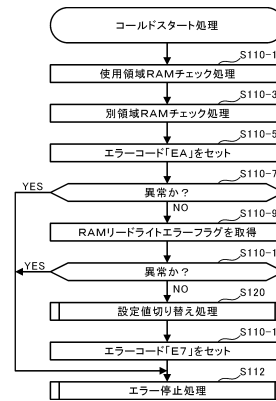 コールドスタート処理
S110-1
使用領域RAMチェック処理
S110-3
別領域RAMチェック処理
S110-5
エラーコード「EA」をセット
S110-7
YES
異常か?
NO
S110-9
RAMリードライトエラーフラグを取得
S110-1
YES
異常か?
NO
S120
設定値切り替え処理
S110-1
エラーコード「E7」をセット
S112
エラー停止処理